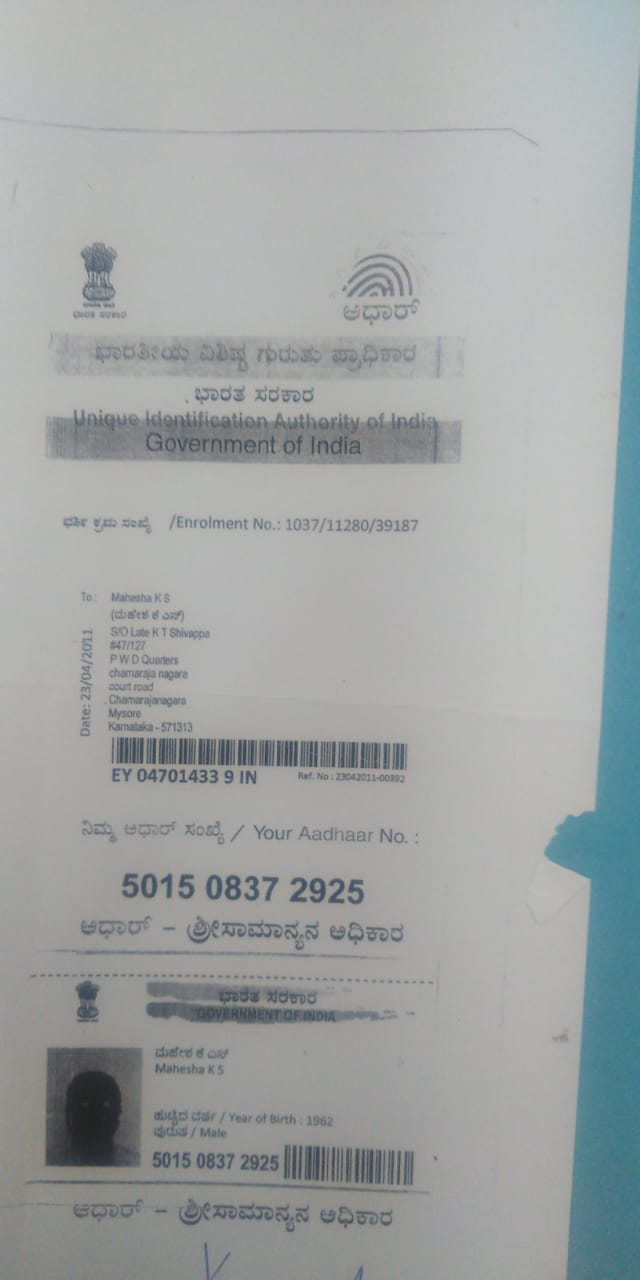 ಭಾರತ ಸರಕಾರ
ಆಧಾರ್
ಭಾರತೀಯ ವಿಶಿಷ್ಟ ಗುರುತು ಪ್ರಾಧಿಕಾರ
ಭಾರತ ಸರಕಾರ
Unique Identification Authority of India
Government of India
ಭರ್ತಿ ಕ್ರಮ ಸಂಖ್ಯೆ /Enrolment No.: 1037/11280/39187
To: Mahesha K S
(ಮಹೇಶ ಕೆ ಎಸ್)
S/O Late K T Shivappa
#47/127
P W D Quarters
chamaraja nagara
court road
Chamarajanagara
Mysore
Karnataka - 571313
Date: 23/04/2011
EY 04701433 9 IN
Ref. No : 23042011-00392
ನಿಮ್ಮ ಆಧಾರ್ ಸಂಖ್ಯೆ / Your Aadhaar No. :
5015 0837 2925
ಆಧಾರ್ – ಶ್ರೀಸಾಮಾನ್ಯನ ಅಧಿಕಾರ
ಭಾರತ ಸರಕಾರ
GOVERNMENT OF INDIA
ಮಹೇಶ ಕೆ ಎಸ್
Mahesha K S
ಹುಟ್ಟಿದ ವರ್ಷ / Year of Birth : 1962
ಪುರುಷ / Male
5015 0837 2925
ಆಧಾರ್ – ಶ್ರೀಸಾಮಾನ್ಯನ ಅಧಿಕಾರ